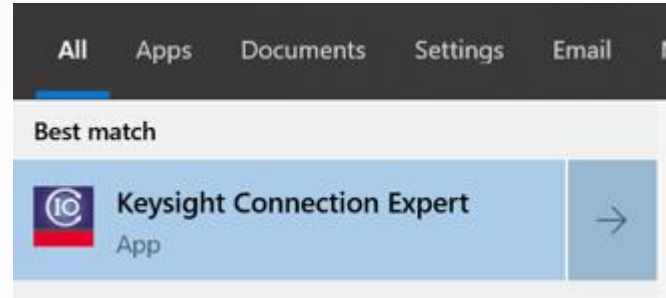 All Apps Documents Settings Email
Best match
IO Keysight Connection Expert
App